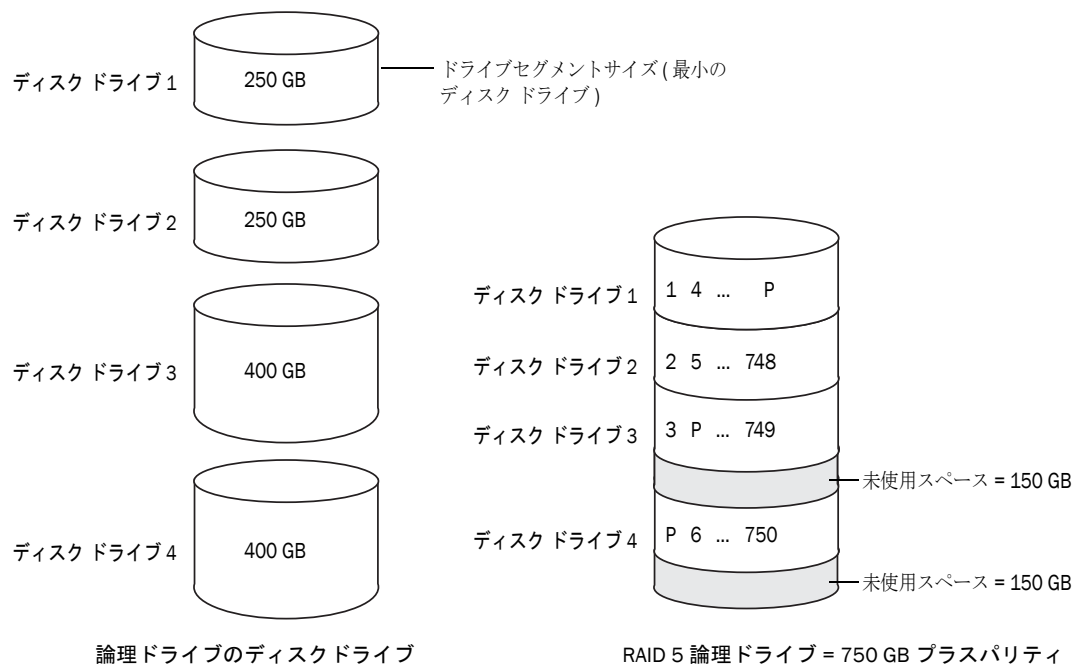 ディスク ドライブ 1
250 GB
ドライブセグメントサイズ ( 最小の
ディスク ドライブ )
ディスク ドライブ 2
250 GB
ディスク ドライブ 3
400 GB
ディスク ドライブ 4
400 GB
論理ドライブのディスクドライブ
ディスク ドライブ 1
1 4 ... P
ディスク ドライブ 2
2 5 ... 748
ディスク ドライブ 3
3 P ... 749
未使用スペース = 150 GB
ディスク ドライブ 4
P 6 ... 750
未使用スペース = 150 GB
RAID 5 論理ドライブ = 750 GB プラスパリティ